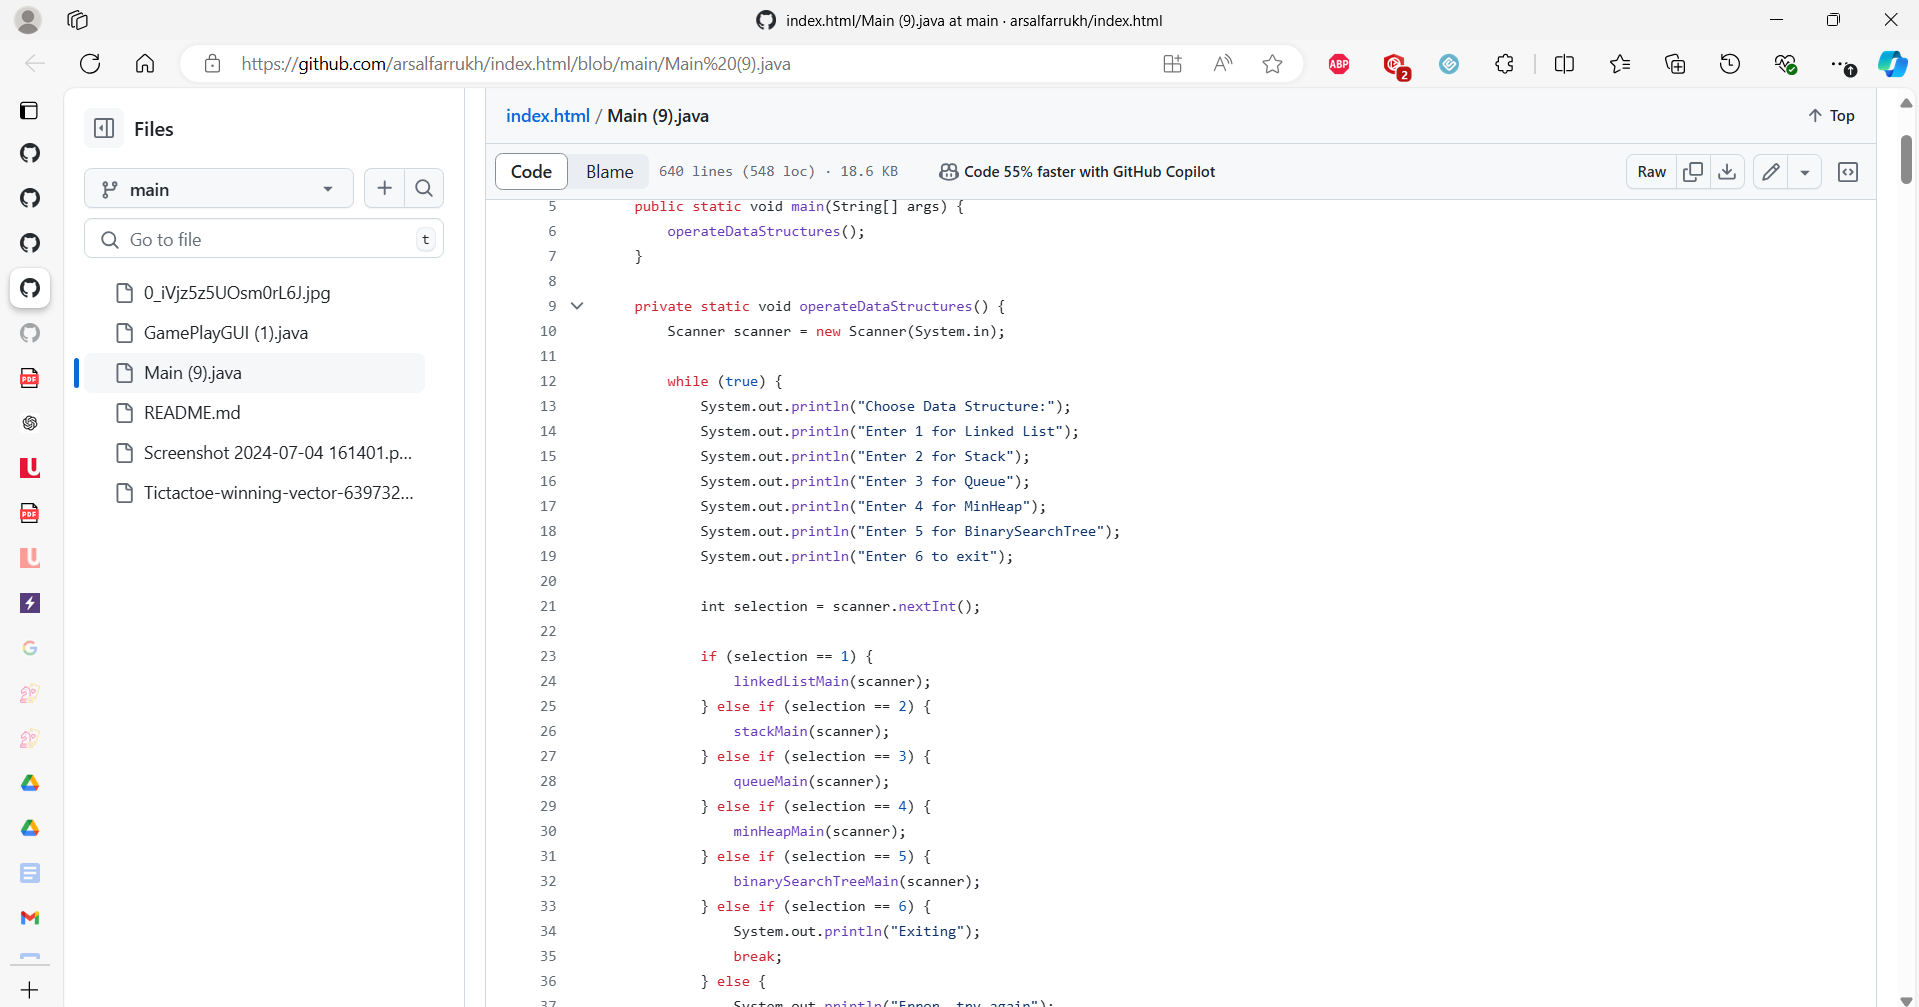 index.html/Main (9).java at main · arsalfarrukh/index.html
https://github.com/arsalfarrukh/index.html/blob/main/Main%20(9).java
ABP
2
Files
main
Go to file
t
0_iVjz5z5UOsm0rL6J.jpg
GamePlayGUI (1).java
Main (9).java
README.md
Screenshot 2024-07-04 161401.p...
Tictactoe-winning-vector-639732...
PDF
PDF
index.html / Main (9).java
Top
Code
Blame
640 lines (548 loc) · 18.6 KB
Code 55% faster with GitHub Copilot
Raw
5 public static void main(String[] args) {
6 operateDataStructures();
7 }
8
9 private static void operateDataStructures() {
10 Scanner scanner = new Scanner(System.in);
11
12 while (true) {
13 System.out.println("Choose Data Structure:");
14 System.out.println("Enter 1 for Linked List");
15 System.out.println("Enter 2 for Stack");
16 System.out.println("Enter 3 for Queue");
17 System.out.println("Enter 4 for MinHeap");
18 System.out.println("Enter 5 for BinarySearchTree");
19 System.out.println("Enter 6 to exit");
20
21 int selection = scanner.nextInt();
22
23 if (selection == 1) {
24 linkedListMain(scanner);
25 } else if (selection == 2) {
26 stackMain(scanner);
27 } else if (selection == 3) {
28 queueMain(scanner);
29 } else if (selection == 4) {
30 minHeapMain(scanner);
31 } else if (selection == 5) {
32 binarySearchTreeMain(scanner);
33 } else if (selection == 6) {
34 System.out.println("Exiting");
35 break;
36 } else {
37 System.out.println("Error, try again");